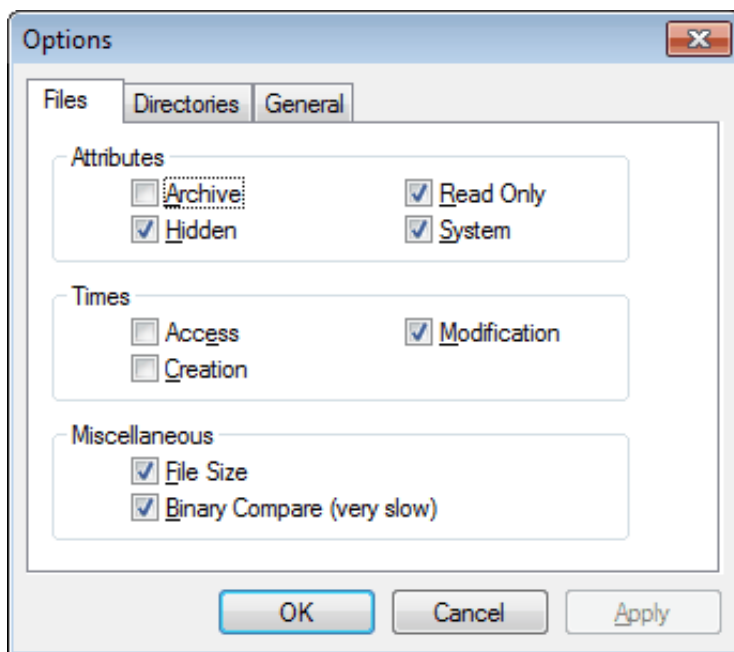 Options
Files Directories General
Attributes
Archive Read Only
Hidden System
Times
Access Modification
Creation
Miscellaneous
File Size
Binary Compare (very slow)
OK Cancel Apply